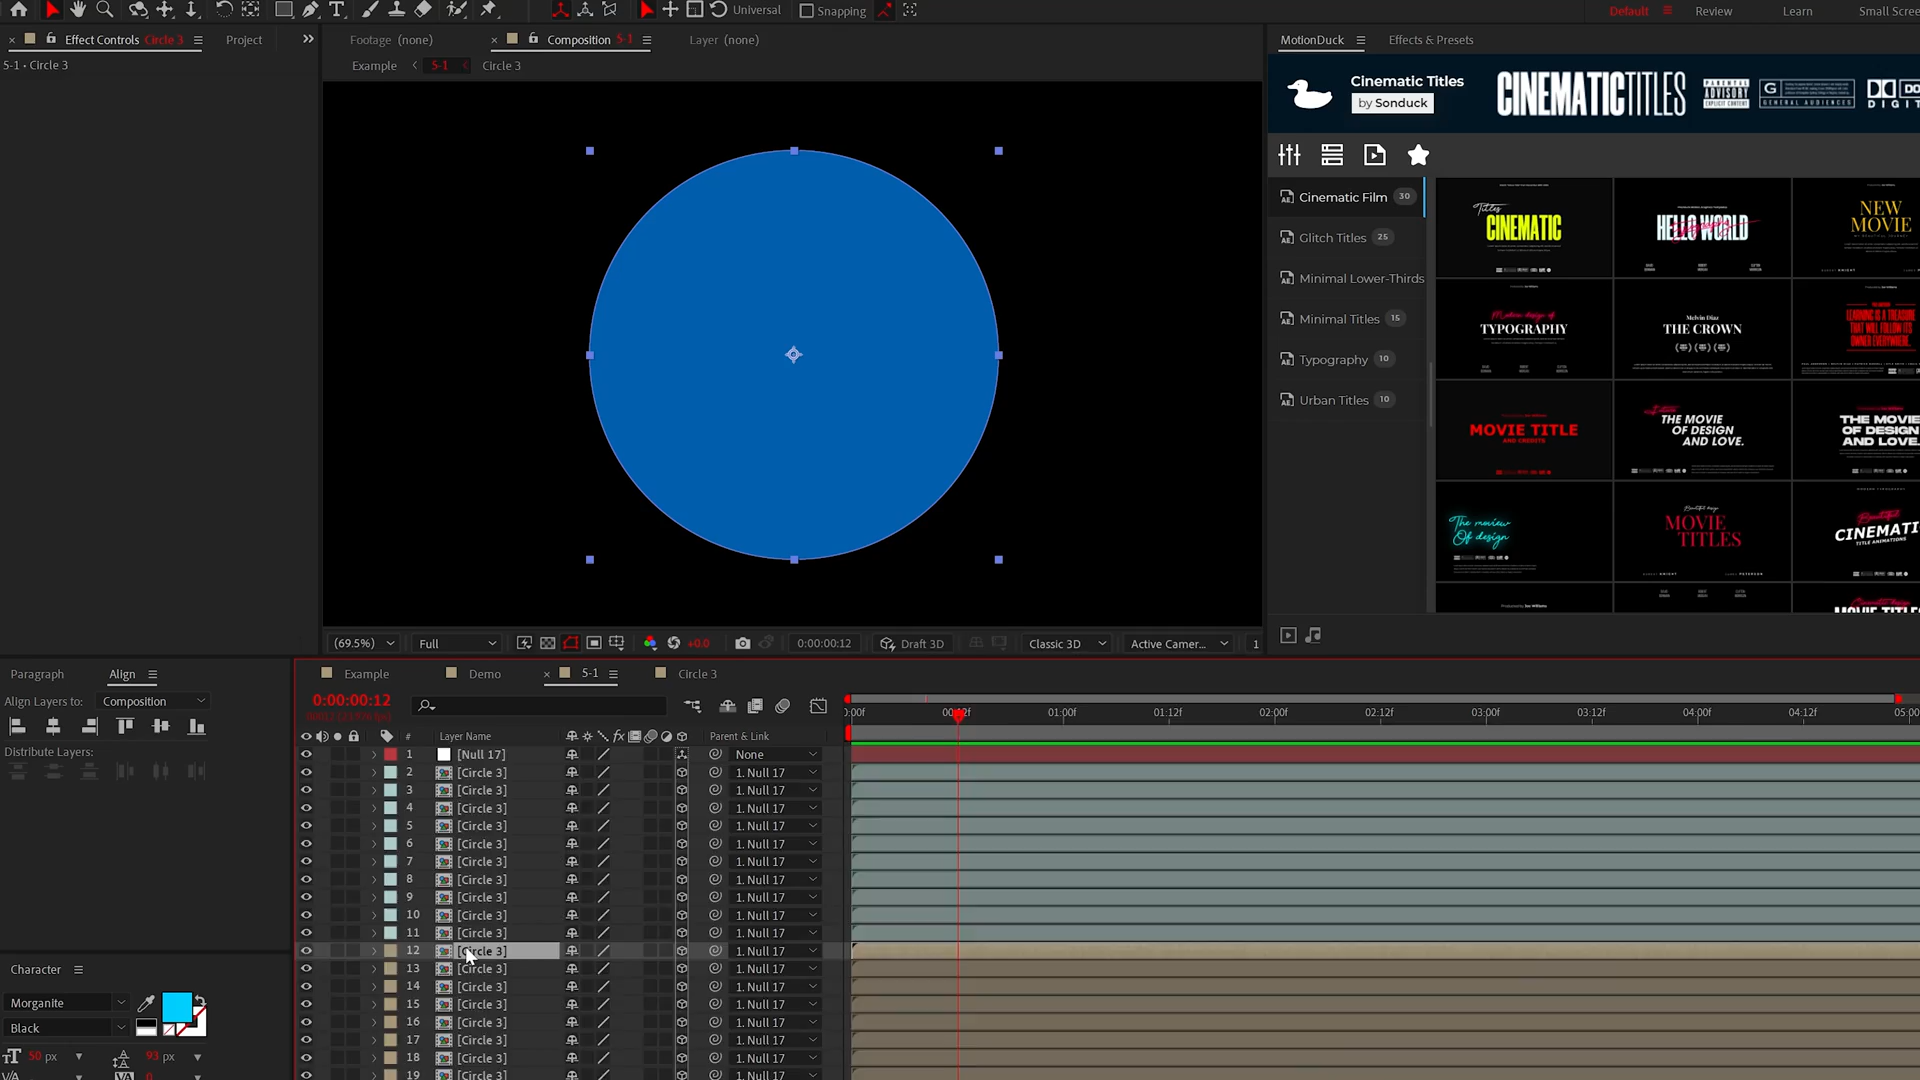 Universal
Snapping
Default
Review
Learn
Small Scree
Effect Controls Circle 3
Project
Footage (none)
Composition 5-1
Layer (none)
MotionDuck
Effects & Presets
5-1 • Circle 3
Example
5-1
Circle 3
Cinematic Titles
by Sonduck
CINEMATICTITLES
PARENTAL
ADVISORY
EXPLICIT CONTENT
G
GENERAL AUDIENCES
DO
DIGIT
Cinematic Film 30
Glitch Titles 25
Minimal Lower-Thirds
Minimal Titles 15
Typography 10
Urban Titles 10
Titles
CINEMATIC
HELLO WORLD
NEW
MOVIE
Modern design of
TYPOGRAPHY
Melvin Diaz
THE CROWN
LEARNING IS A TREASURE
THAT WILL FOLLOW ITS
OWNER EVERYWHERE.
MOVIE TITLE
AND CREDITS
THE MOVIE
OF DESIGN
AND LOVE.
THE MOVIE
OF DESIGN
AND LOVE.
The moview
Of design
Beautiful design
MOVIE
TITLES
Beautiful
CINEMATI
TITLE ANIMATIONS
MOVIE TITLES
(69.5%)
Full
+0.0
0:00:00:12
Draft 3D
Classic 3D
Active Camer...
1
Paragraph
Align
Align Layers to:
Composition
Distribute Layers:
Example
Demo
5-1
Circle 3
0:00:00:12
0:00f
00:12f
01:00f
01:12f
02:00f
02:12f
03:00f
03:12f
04:00f
04:12f
05:00
#
Layer Name
fx
Parent & Link
1 [Null 17] None
2 [Circle 3] 1. Null 17
3 [Circle 3] 1. Null 17
4 [Circle 3] 1. Null 17
5 [Circle 3] 1. Null 17
6 [Circle 3] 1. Null 17
7 [Circle 3] 1. Null 17
8 [Circle 3] 1. Null 17
9 [Circle 3] 1. Null 17
10 [Circle 3] 1. Null 17
11 [Circle 3] 1. Null 17
12 [Circle 3] 1. Null 17
13 [Circle 3] 1. Null 17
14 [Circle 3] 1. Null 17
15 [Circle 3] 1. Null 17
16 [Circle 3] 1. Null 17
17 [Circle 3] 1. Null 17
18 [Circle 3] 1. Null 17
19 [Circle 3] 1. Null 17
Character
Morganite
Black
50 px
93 px